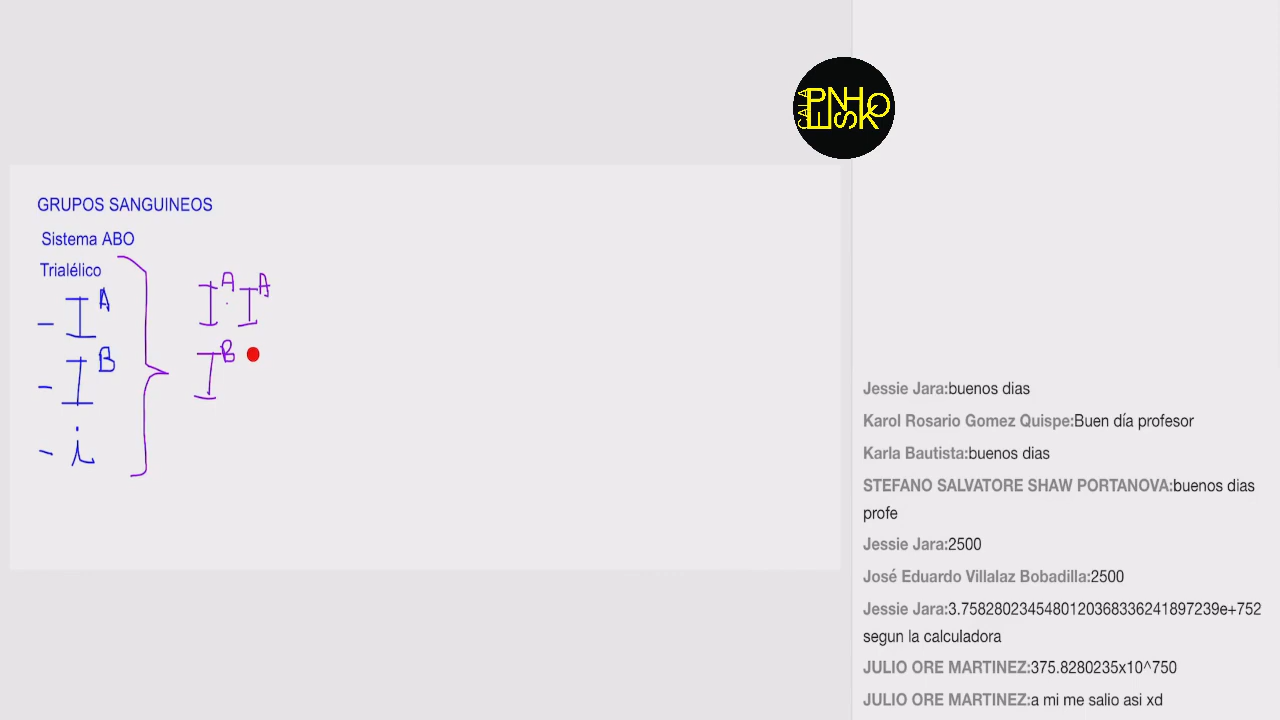 CALA
PENHOSK
GRUPOS SANGUINEOS
Sistema ABO
Trialélico
- I^A
- I^B
- i
I^A I^A
I^B
Jessie Jara:buenos dias
Karol Rosario Gomez Quispe:Buen día profesor
Karla Bautista:buenos dias
STEFANO SALVATORE SHAW PORTANOVA:buenos dias
profe
Jessie Jara:2500
José Eduardo Villalaz Bobadilla:2500
Jessie Jara:3.7582802345480120368336241897239e+752
segun la calculadora
JULIO ORE MARTINEZ:375.8280235x10^750
JULIO ORE MARTINEZ:a mi me salio asi xd